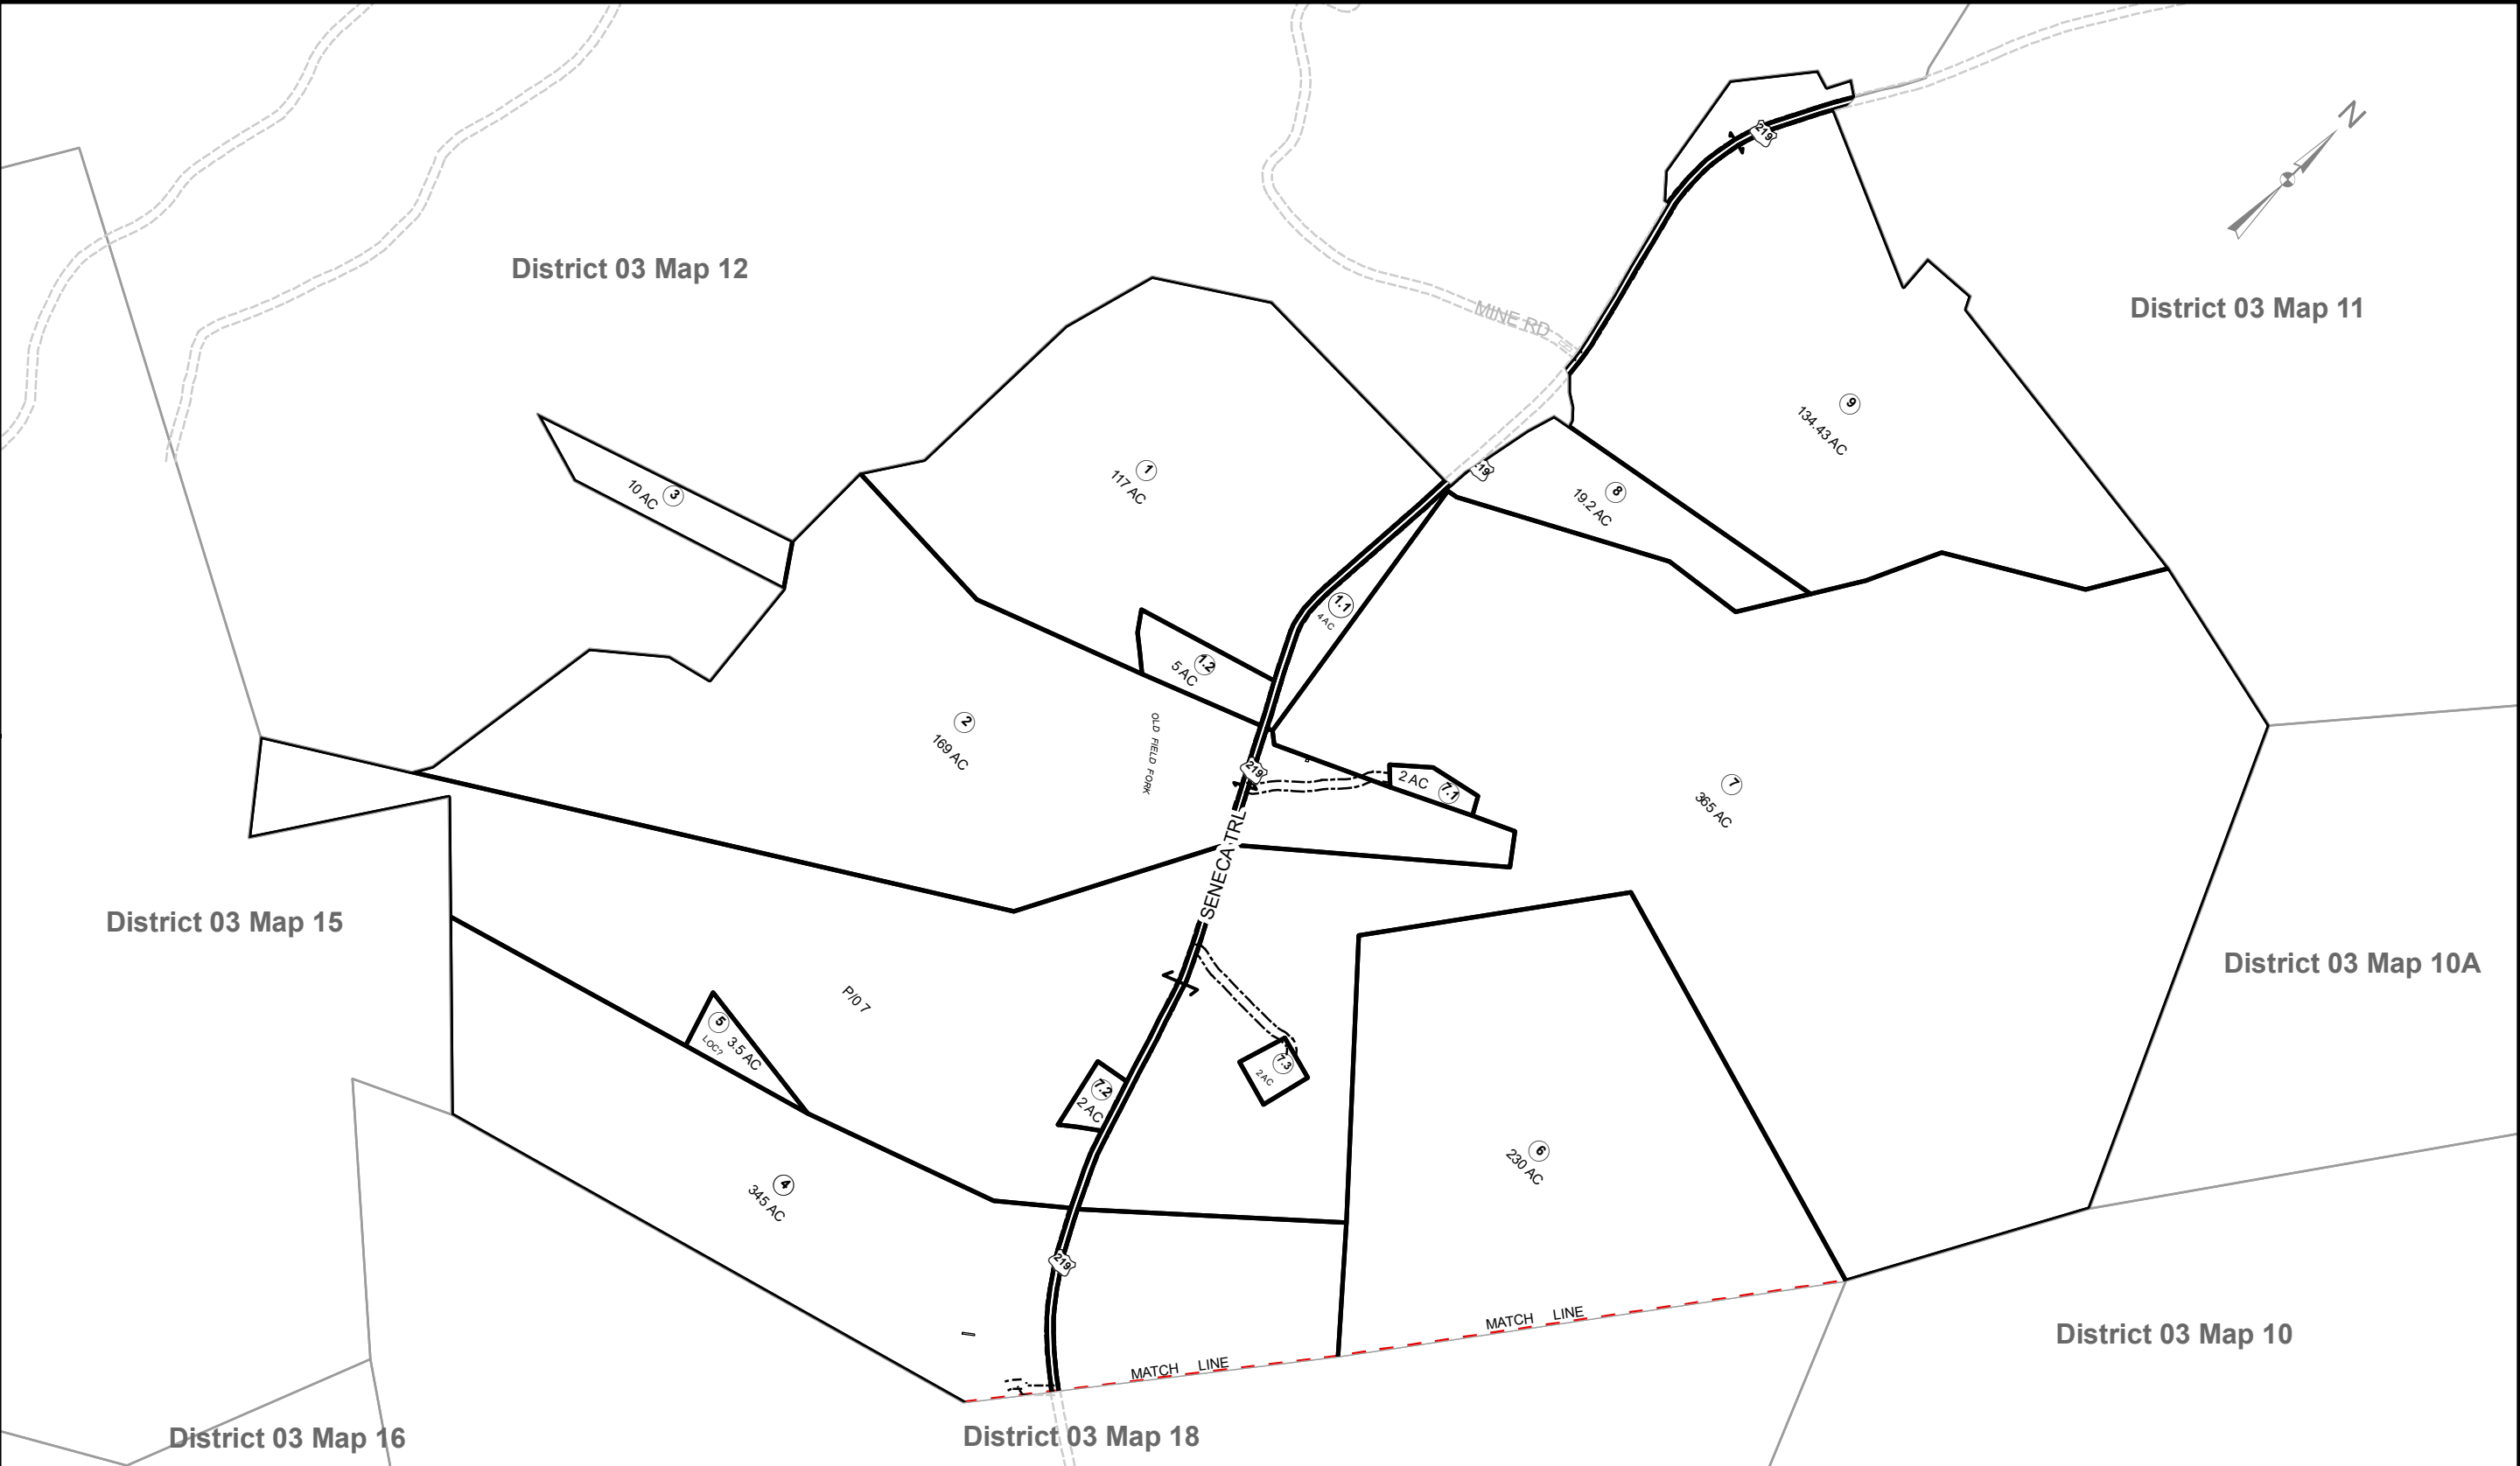 219
N
District 03 Map 12
District 03 Map 11
MINE RD
9
134.43 AC
1
117 AC
219
3
10 AC
8
19.2 AC
1.1
4 AC
1.2
5 AC
2
169 AC
OLD FIELD FORK
219
2 AC
7.1
7
365 AC
SENECA TRL
District 03 Map 15
District 03 Map 10A
P/0 7
5
LOC?
3.5 AC
7.2
2 AC
7.3
2 AC
6
230 AC
4
345 AC
219
MATCH LINE
MATCH LINE
District 03 Map 10
District 03 Map 16
District 03 Map 18